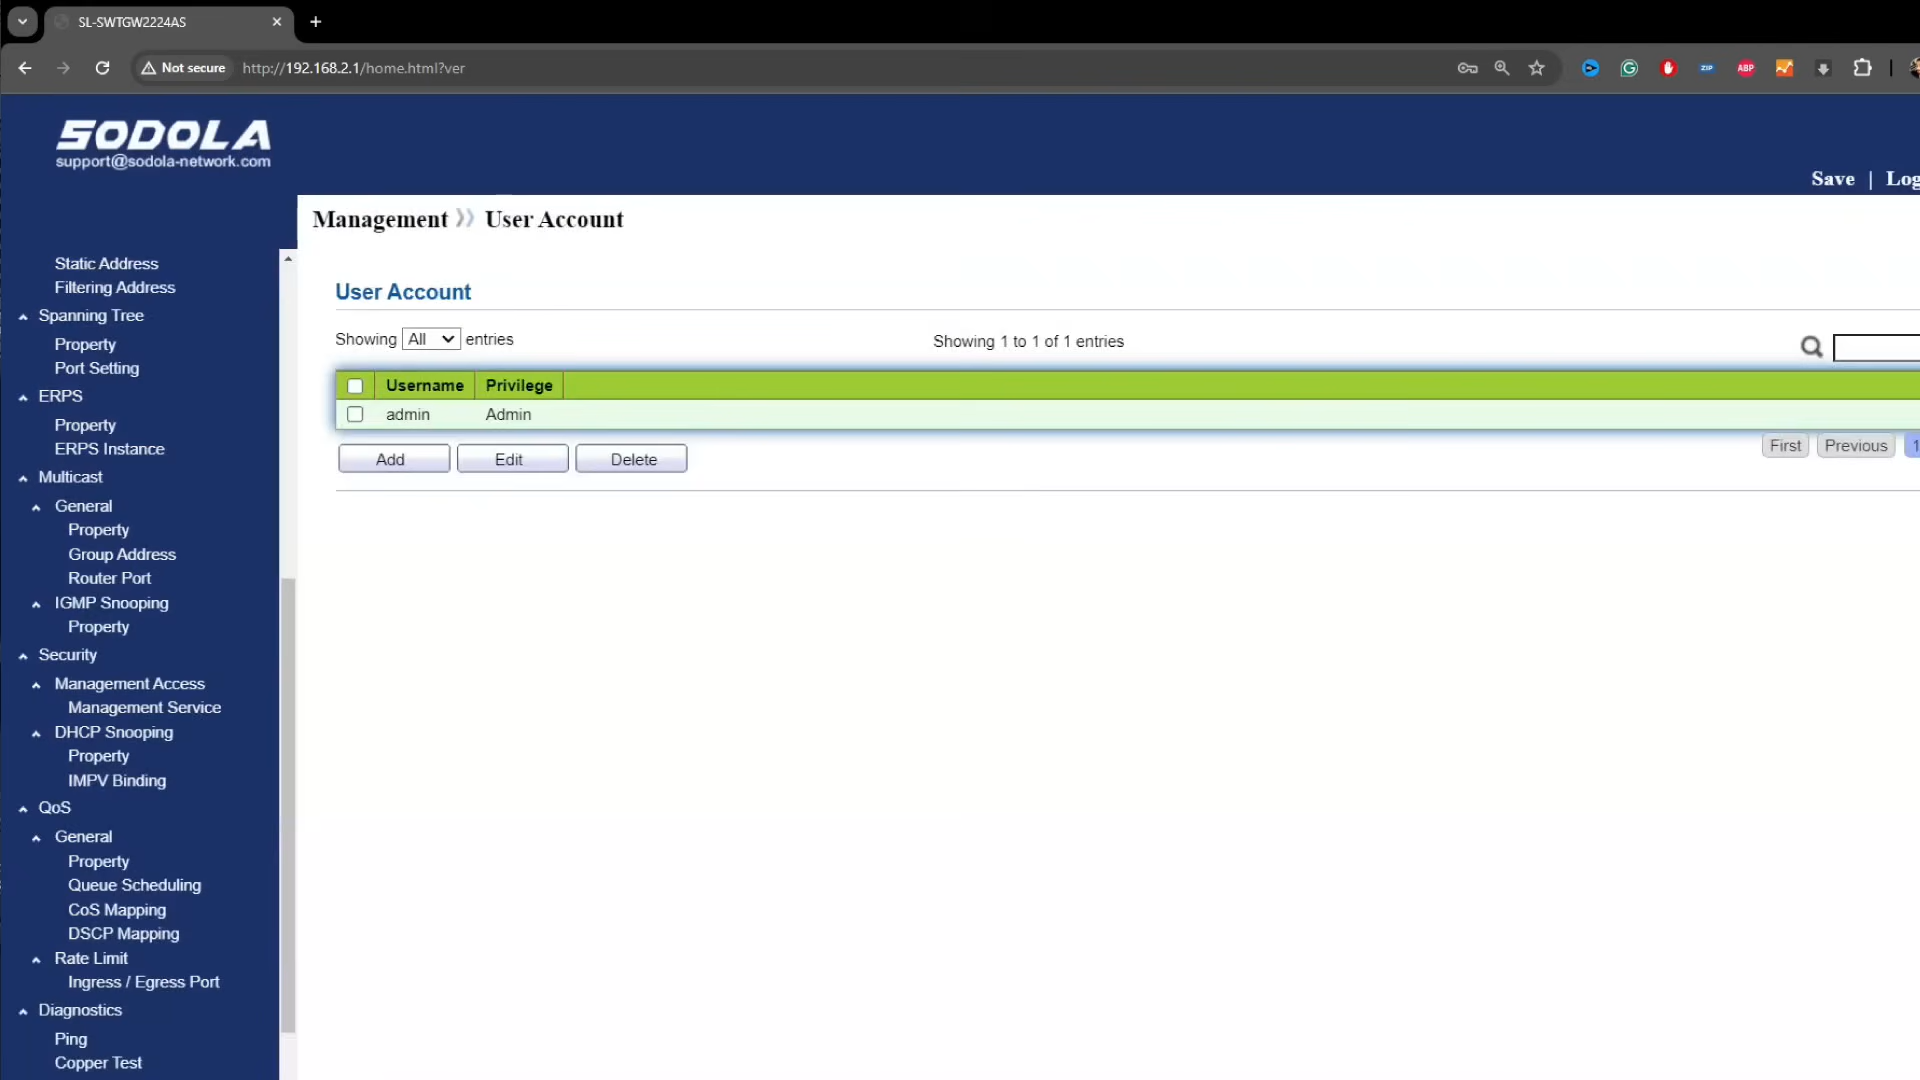 SL-SWTGW2224AS
Not secure
http://192.168.2.1/home.html?ver
ZIP
ABP
SODOLA
support@sodola-network.com
Save | Log
Management User Account
Static Address
Filtering Address
Spanning Tree
Property
Port Setting
ERPS
Property
ERPS Instance
Multicast
General
Property
Group Address
Router Port
IGMP Snooping
Property
Security
Management Access
Management Service
DHCP Snooping
Property
IMPV Binding
QoS
General
Property
Queue Scheduling
CoS Mapping
DSCP Mapping
Rate Limit
Ingress / Egress Port
Diagnostics
Ping
Copper Test
User Account
Showing All entries
Showing 1 to 1 of 1 entries
Username Privilege
admin Admin
Add Edit Delete
First Previous 1